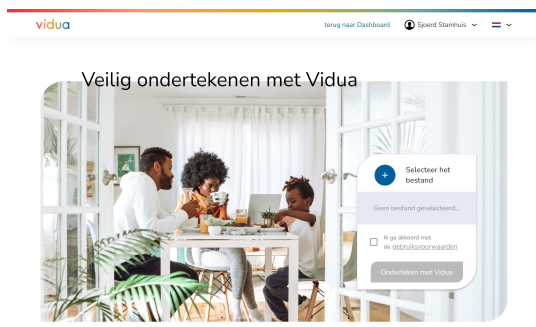 vidua
terug naar Dashboard
Sjoerd Stamhuis
Veilig ondertekenen met Vidua
Selecteer het
bestand
Geen bestand geselecteerd...
Ik ga akkoord met
de gebruiksvoorwaarden
Onderteken met Vidua